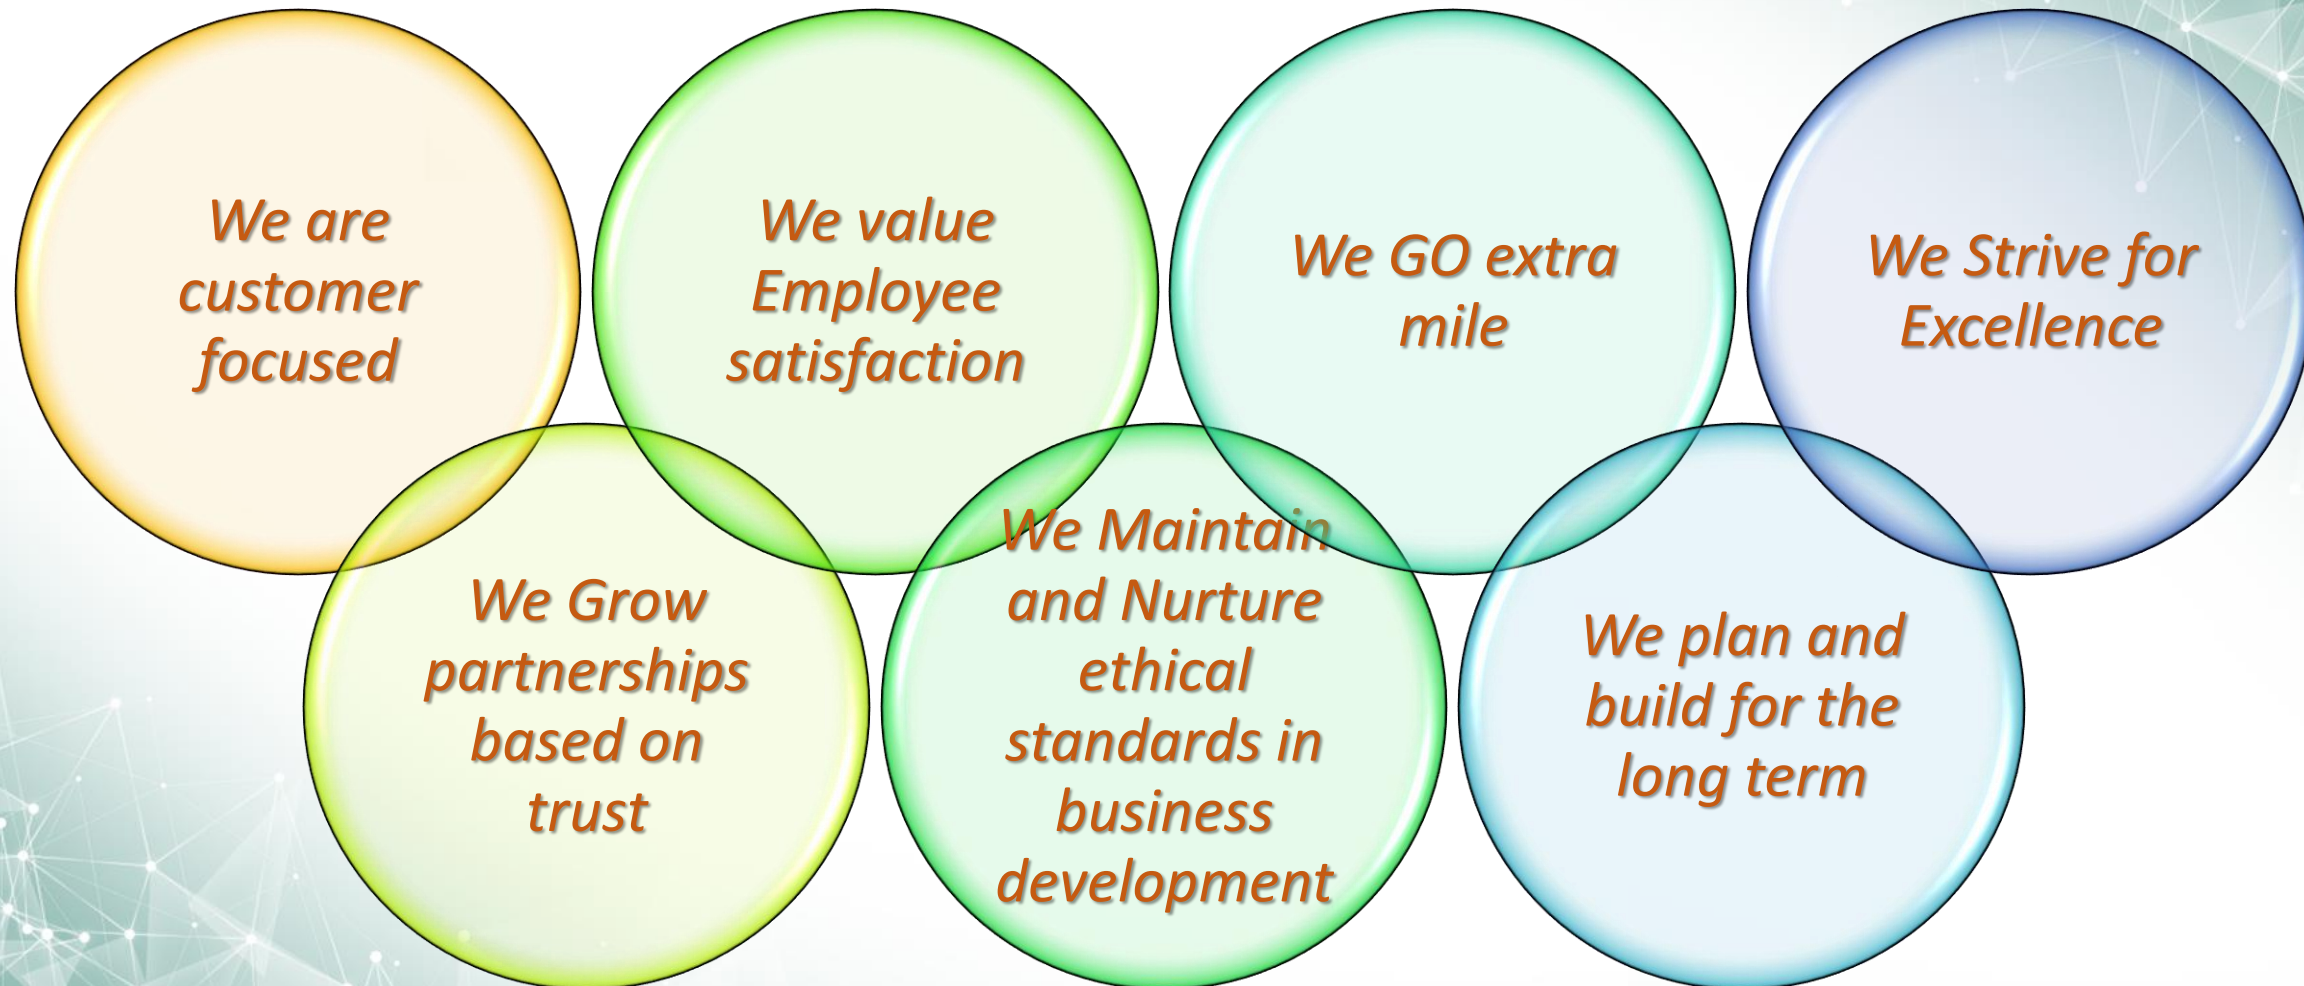 We are
customer
focused
We Grow
partnerships
based on
trust
We value
Employee
satisfaction
We Maintain
and Nurture
ethical
standards in
business
development
We GO extra
mile
We plan and
build for the
long term
We Strive for
Excellence